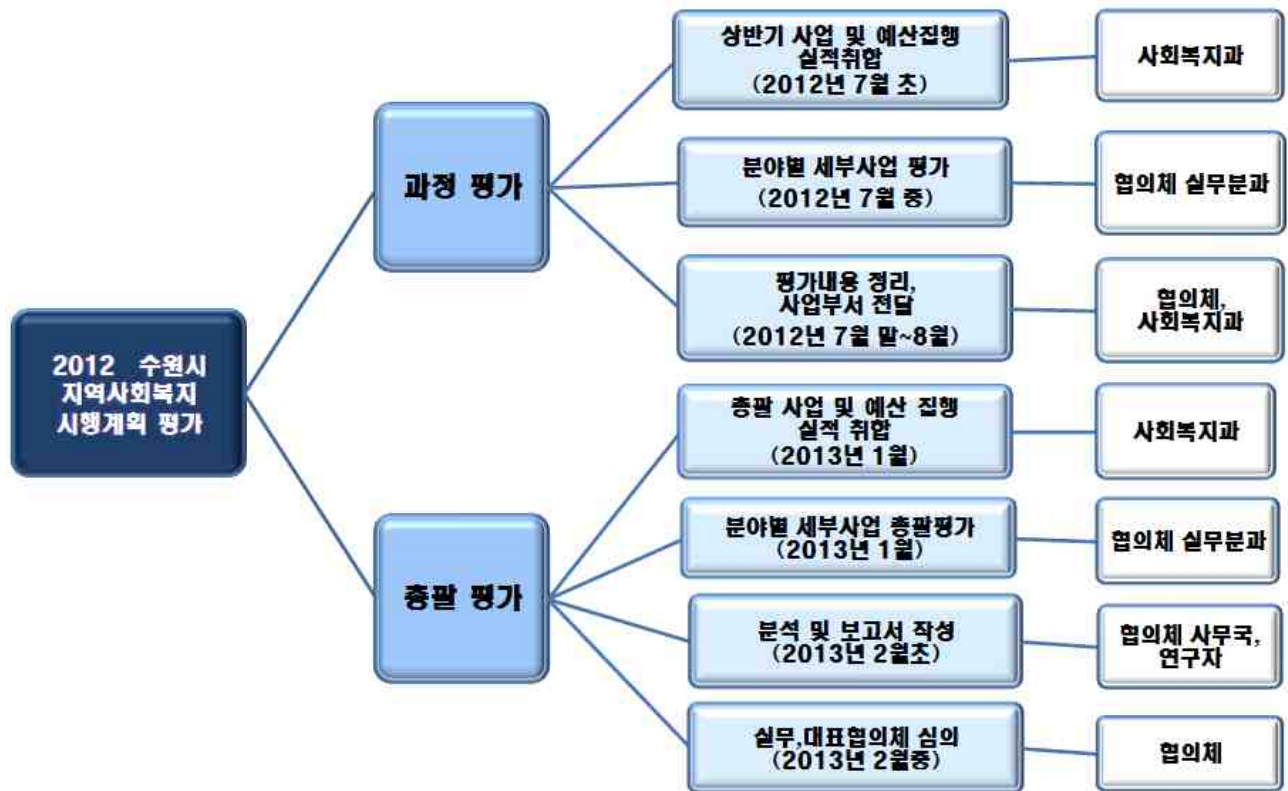 2012 수원시
지역사회복지
시행계획 평가
과정 평가
상반기 사업 및 예산집행
실적취합
(2012년 7월 초)
사회복지과
분야별 세부사업 평가
(2012년 7월 중)
협의체 실무분과
평가내용 정리,
사업부서 전달
(2012년 7월 말~8월)
협의체,
사회복지과
총괄 평가
총괄 사업 및 예산 집행
실적 취합
(2013년 1월)
사회복지과
분야별 세부사업 총괄평가
(2013년 1월)
협의체 실무분과
분석 및 보고서 작성
(2013년 2월초)
협의체 사무국,
연구자
실무,대표협의체 심의
(2013년 2월중)
협의체